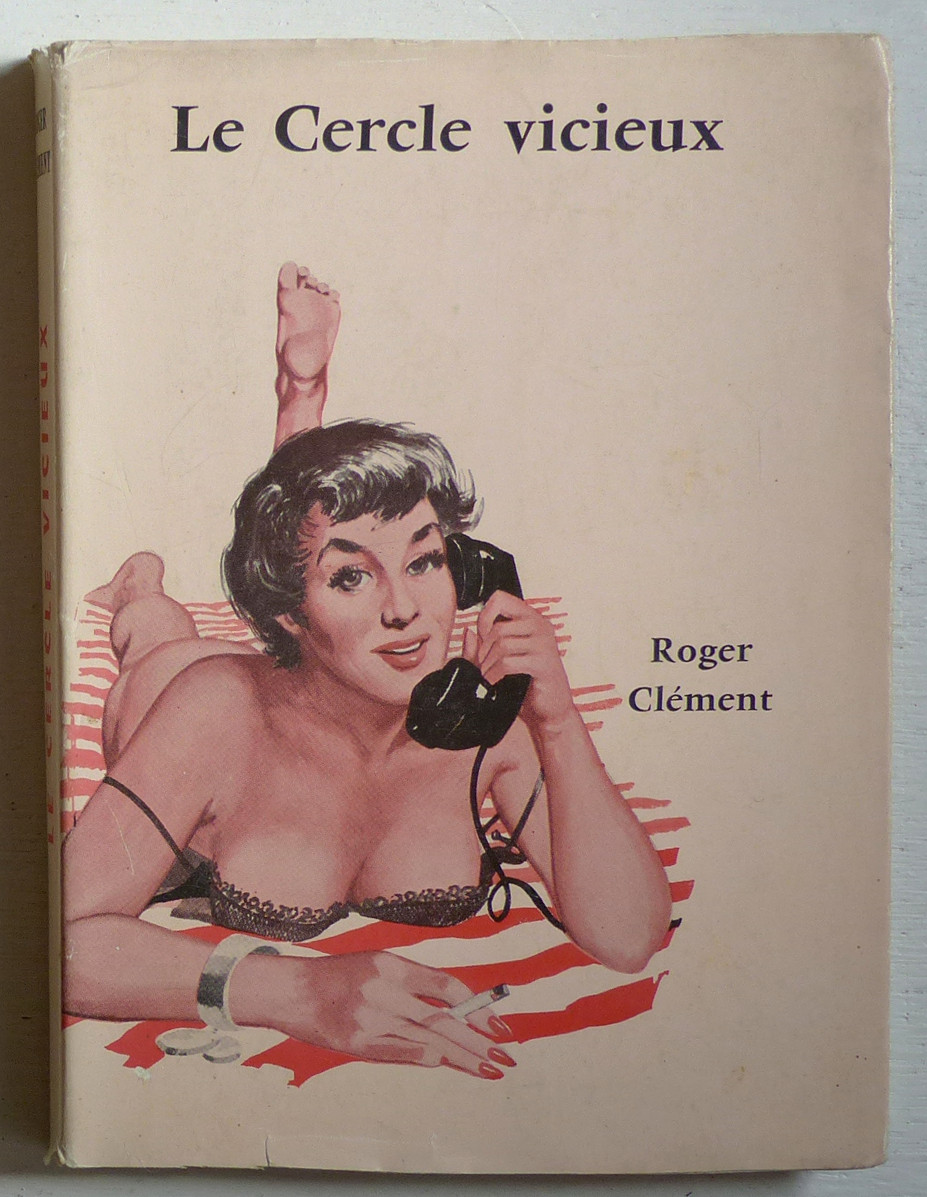 Le Cercle vicieux
Roger
Clément
LE CERCLE VICIEUX